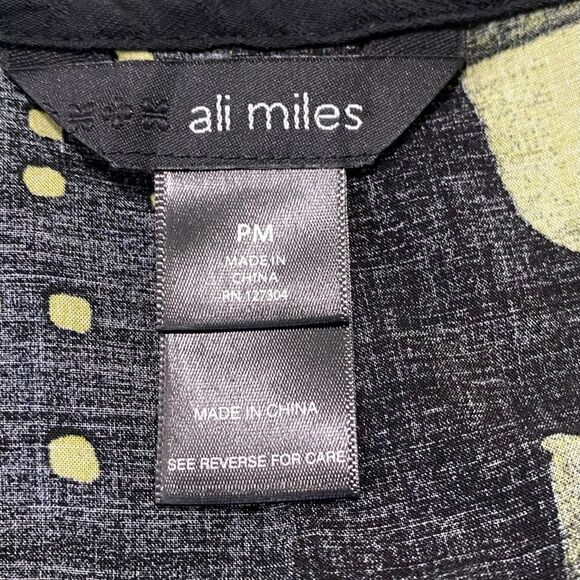 ali miles
PM
MADE IN
CHINA
RN 127304
MADE IN CHINA
SEE REVERSE FOR CARE